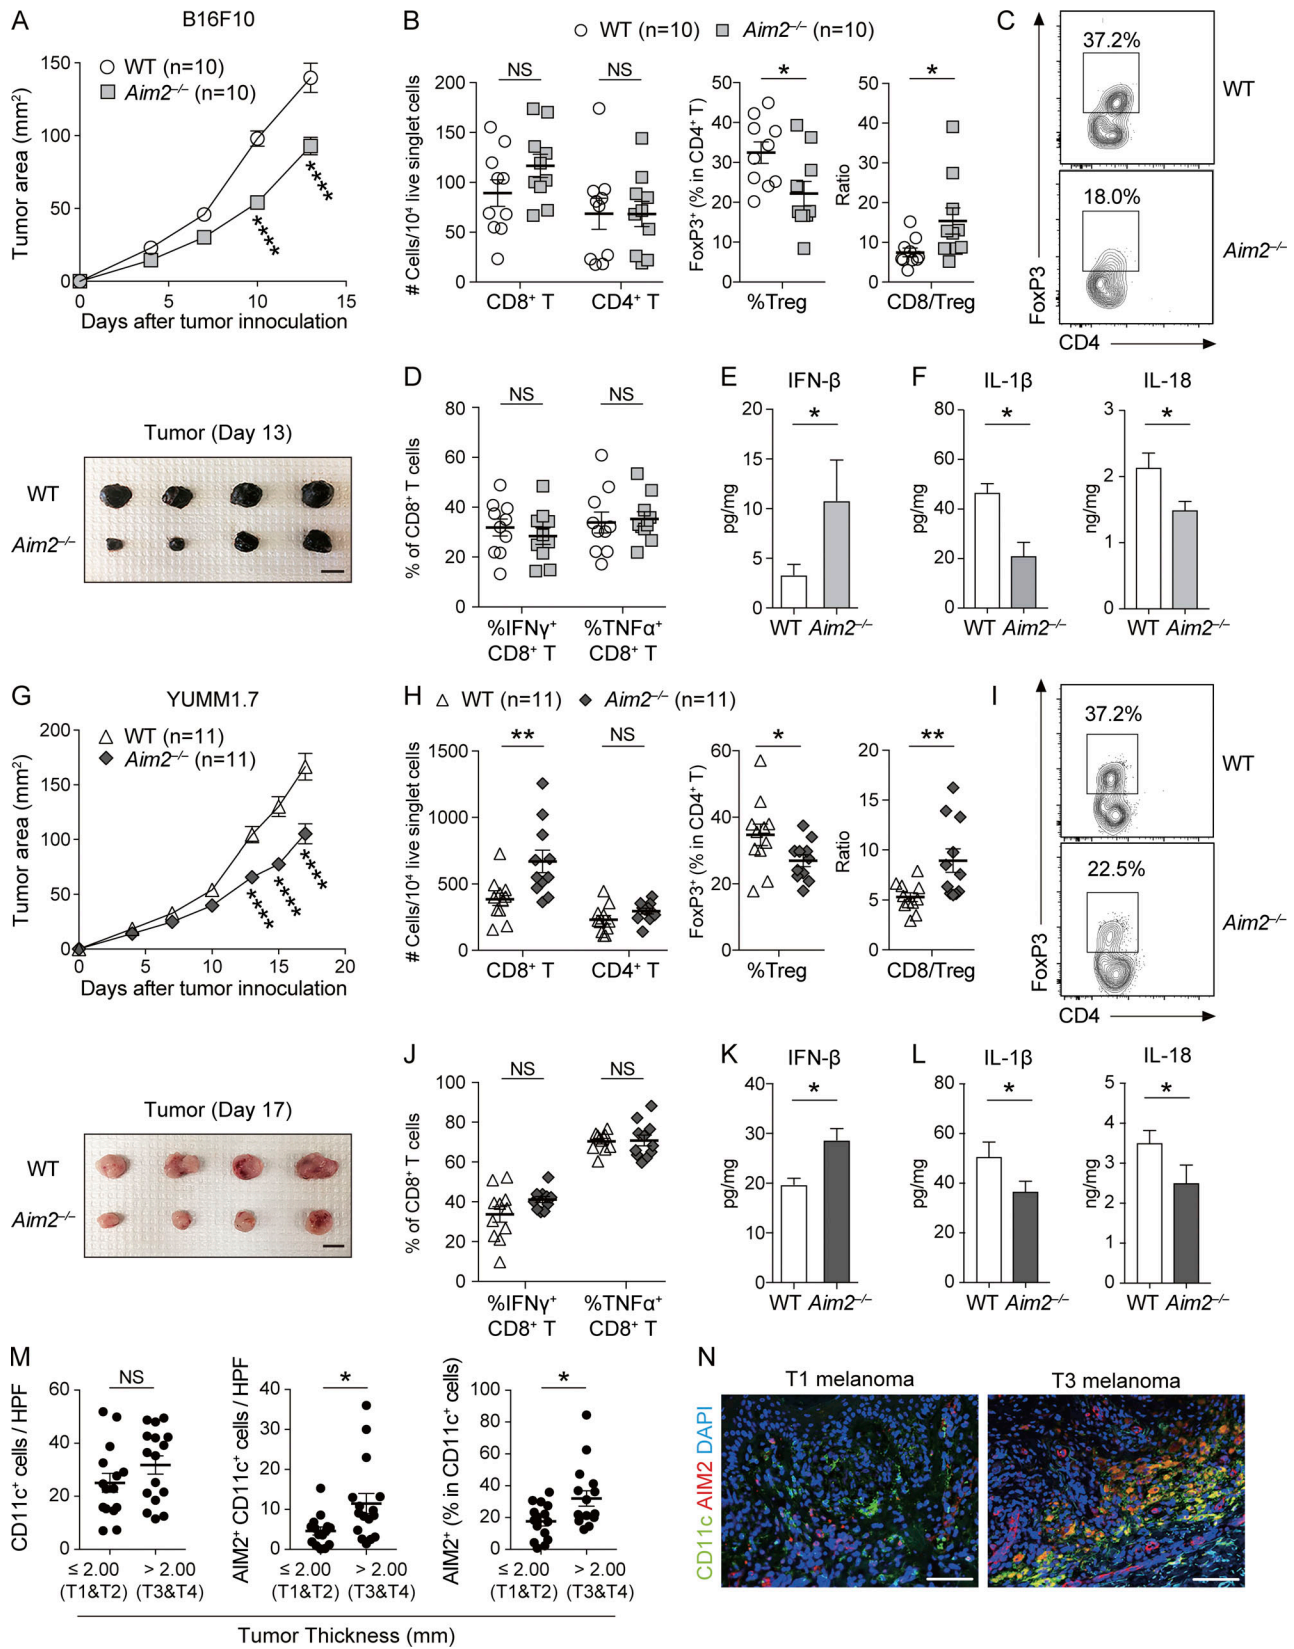 A
B16F10
150
100
50
0
0
5
10
15
WT (n=10)
Aim2–/– (n=10)
****
****
Tumor area (mm²)
Days after tumor innoculation
Tumor (Day 13)
WT
Aim2–/–
B
WT (n=10) Aim2–/– (n=10)
NS
NS
200
150
100
50
0
# Cells/10⁴ live singlet cells
CD8⁺ T
CD4⁺ T
*
50
40
30
20
10
0
FoxP3⁺ (% in CD4⁺ T)
%Treg
*
50
40
30
20
10
0
Ratio
CD8/Treg
C
37.2%
WT
18.0%
Aim2–/–
FoxP3
CD4
D
NS
NS
80
60
40
20
0
% of CD8⁺ T cells
%IFNγ⁺
CD8⁺ T
%TNFα⁺
CD8⁺ T
E
IFN-β
*
20
15
10
5
0
pg/mg
WT Aim2–/–
F
IL-1β
*
80
60
40
20
0
pg/mg
WT Aim2–/–
IL-18
*
3
2
1
0
ng/mg
WT Aim2–/–
G
YUMM1.7
200
150
100
50
0
0
5
10
15
20
WT (n=11)
Aim2–/– (n=11)
****
****
****
Tumor area (mm²)
Days after tumor innoculation
Tumor (Day 17)
WT
Aim2–/–
H
WT (n=11) Aim2–/– (n=11)
**
NS
1500
1000
500
0
# Cells/10⁴ live singlet cells
CD8⁺ T
CD4⁺ T
*
60
40
20
0
FoxP3⁺ (% in CD4⁺ T)
%Treg
**
20
15
10
5
0
Ratio
CD8/Treg
I
37.2%
WT
22.5%
Aim2–/–
FoxP3
CD4
J
NS
NS
100
80
60
40
20
0
% of CD8⁺ T cells
%IFNγ⁺
CD8⁺ T
%TNFα⁺
CD8⁺ T
K
IFN-β
*
40
30
20
10
0
pg/mg
WT Aim2–/–
L
IL-1β
*
80
60
40
20
0
pg/mg
WT Aim2–/–
IL-18
*
5
4
3
2
1
0
ng/mg
WT Aim2–/–
M
NS
60
40
20
0
CD11c⁺ cells / HPF
≤ 2.00
(T1&T2)
> 2.00
(T3&T4)
*
40
30
20
10
0
AIM2⁺ CD11c⁺ cells / HPF
≤ 2.00
(T1&T2)
> 2.00
(T3&T4)
*
100
80
60
40
20
0
AIM2⁺ (% in CD11c⁺ cells)
≤ 2.00
(T1&T2)
> 2.00
(T3&T4)
Tumor Thickness (mm)
N
T1 melanoma
T3 melanoma
CD11c AIM2 DAPI